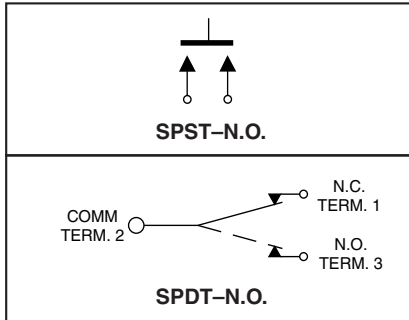 SPST–N.O.
N.C.
TERM. 1
COMM
TERM. 2
N.O.
TERM. 3
SPDT–N.O.